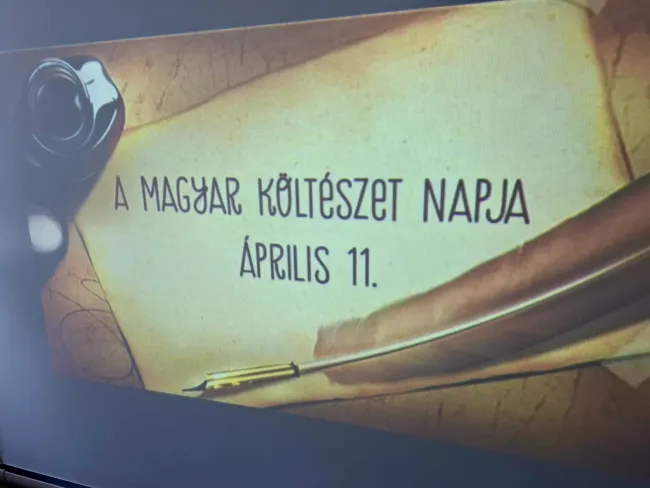 A MAGYAR KÖLTÉSZET NAPJA
ÁPRILIS 11.